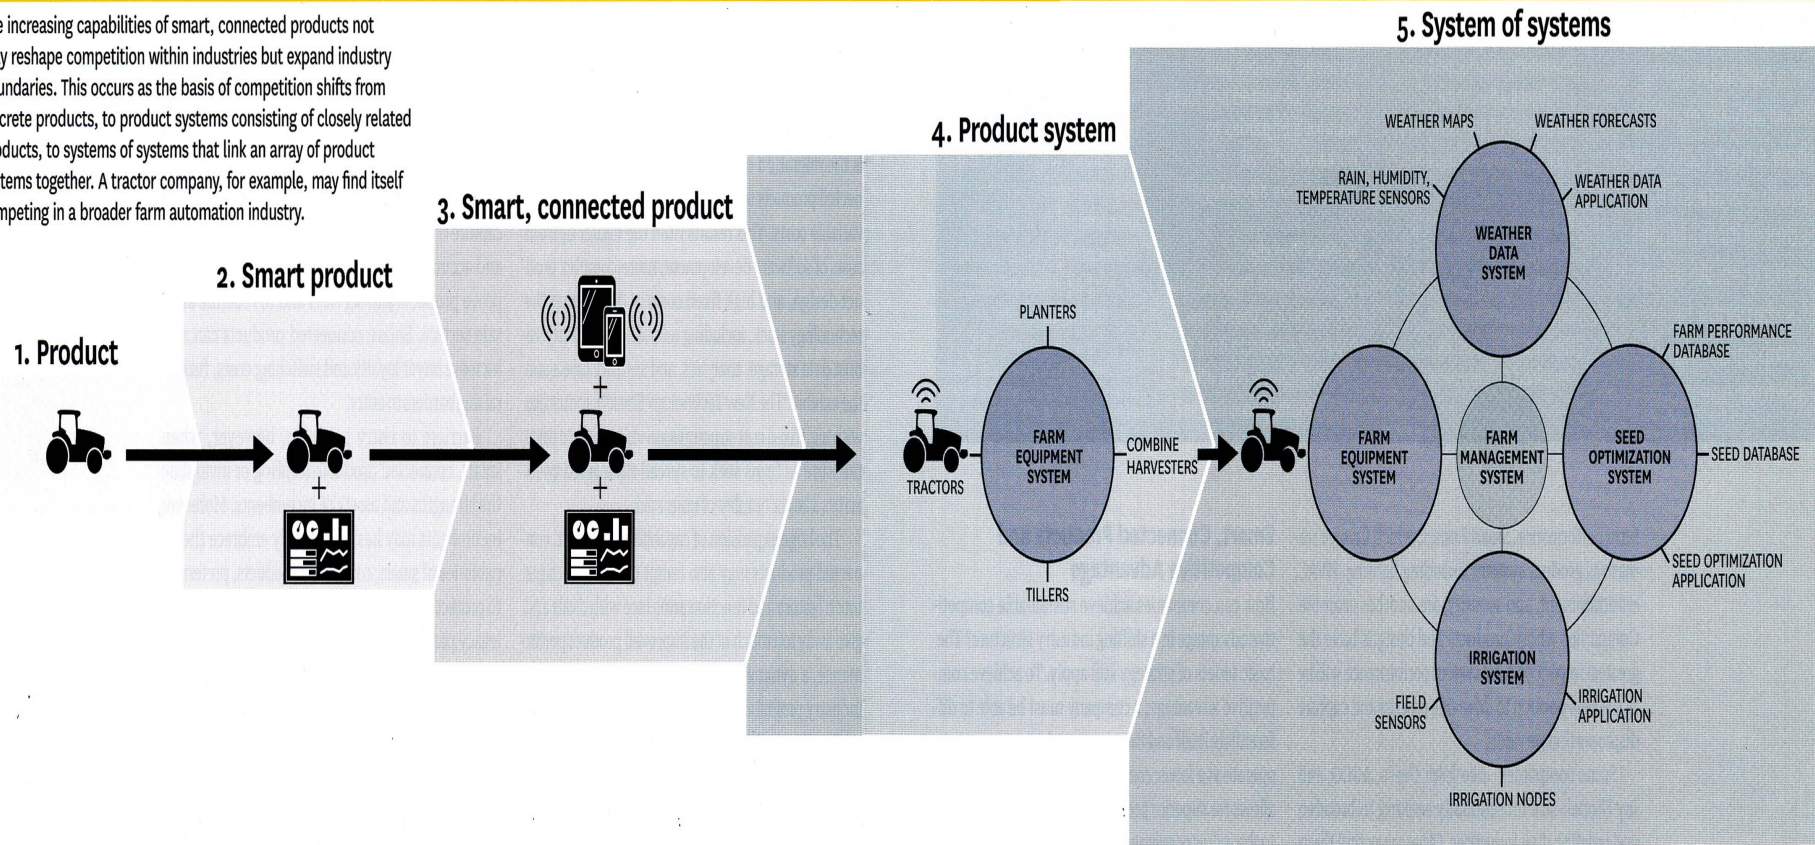 increasing capabilities of smart, connected products not
reshape competition within industries but expand industry
This occurs as the basis of competition shifts from
products, to product systems consisting of closely related
to systems of systems that link an array of product
together. A tractor company, for example, may find itself
in a broader farm automation industry.
1. Product
2. Smart product
3. Smart, connected product
4. Product system
PLANTERS
TRACTORS
FARM
EQUIPMENT
SYSTEM
COMBINE
HARVESTERS
TILLERS
5. System of systems
WEATHER MAPS
WEATHER FORECASTS
RAIN, HUMIDITY,
TEMPERATURE SENSORS
WEATHER DATA
APPLICATION
WEATHER
DATA
SYSTEM
FARM PERFORMANCE
DATABASE
FARM
EQUIPMENT
SYSTEM
FARM
MANAGEMENT
SYSTEM
SEED
OPTIMIZATION
SYSTEM
SEED DATABASE
SEED OPTIMIZATION
APPLICATION
IRRIGATION
SYSTEM
FIELD
SENSORS
IRRIGATION
APPLICATION
IRRIGATION NODES